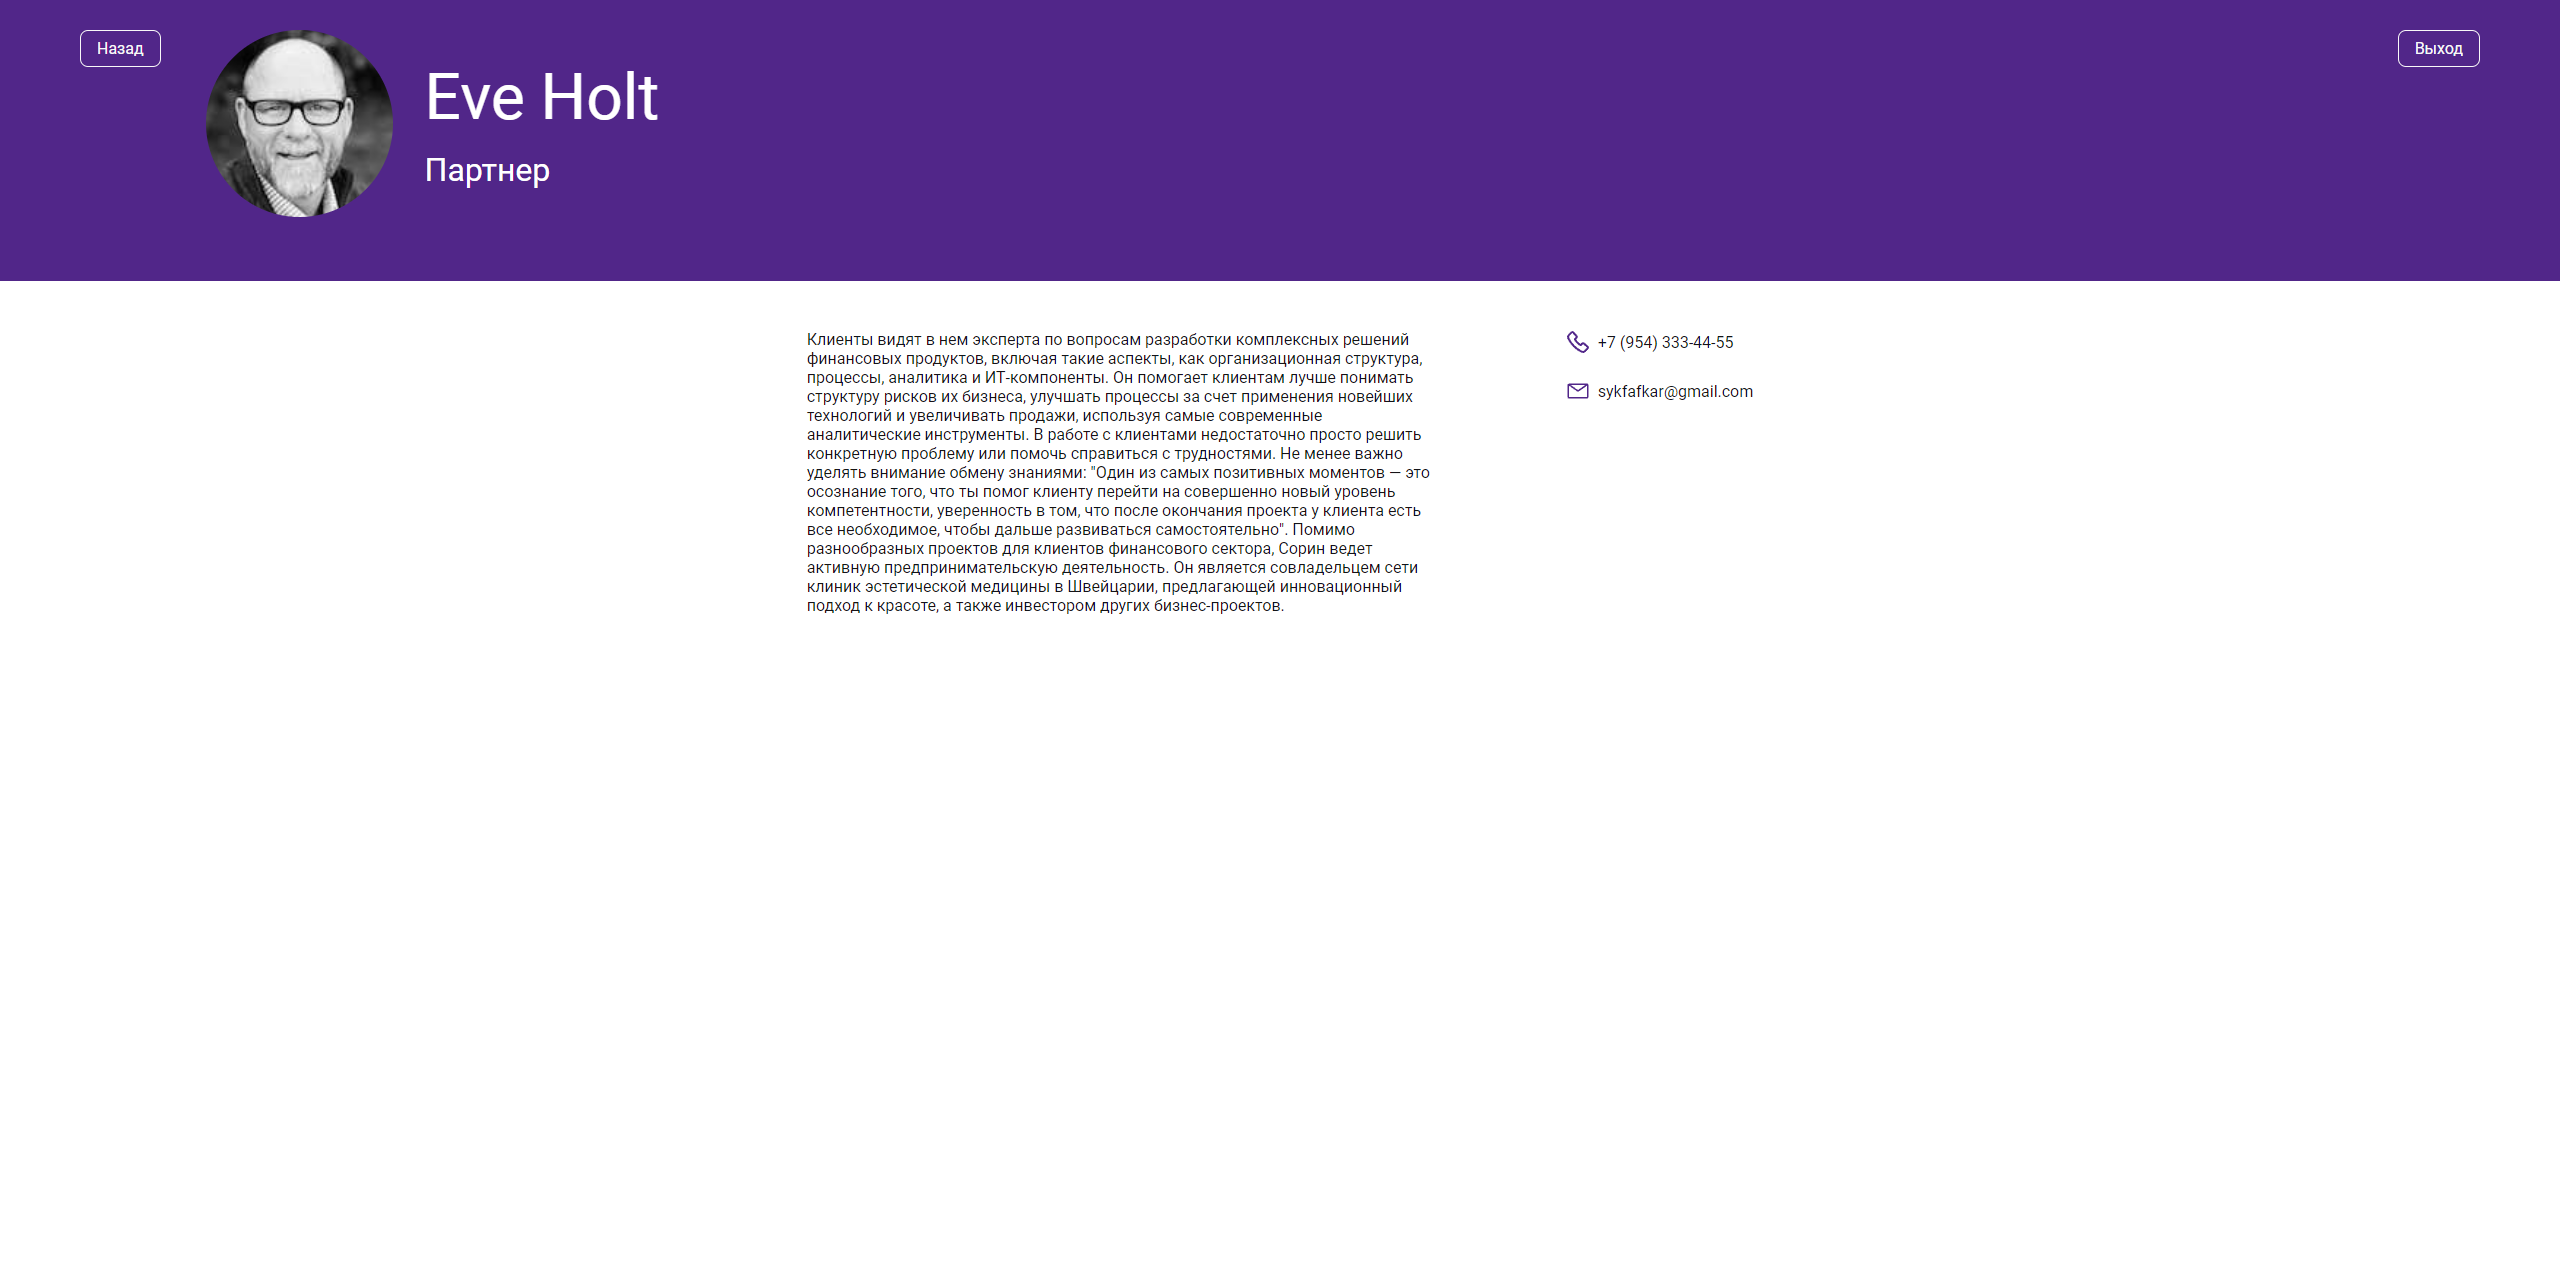 Назад
Выход
Eve Holt
Партнер
Клиенты видят в нем эксперта по вопросам разработки комплексных решений
финансовых продуктов, включая такие аспекты, как организационная структура,
процессы, аналитика и ИТ-компоненты. Он помогает клиентам лучше понимать
структуру рисков их бизнеса, улучшать процессы за счет применения новейших
технологий и увеличивать продажи, используя самые современные
аналитические инструменты. В работе с клиентами недостаточно просто решить
конкретную проблему или помочь справиться с трудностями. Не менее важно
уделять внимание обмену знаниями: "Один из самых позитивных моментов — это
осознание того, что ты помог клиенту перейти на совершенно новый уровень
компетентности, уверенность в том, что после окончания проекта у клиента есть
все необходимое, чтобы дальше развиваться самостоятельно". Помимо
разнообразных проектов для клиентов финансового сектора, Сорин ведет
активную предпринимательскую деятельность. Он является совладельцем сети
клиник эстетической медицины в Швейцарии, предлагающей инновационный
подход к красоте, а также инвестором других бизнес-проектов.
+7 (954) 333-44-55
sykfafkar@gmail.com